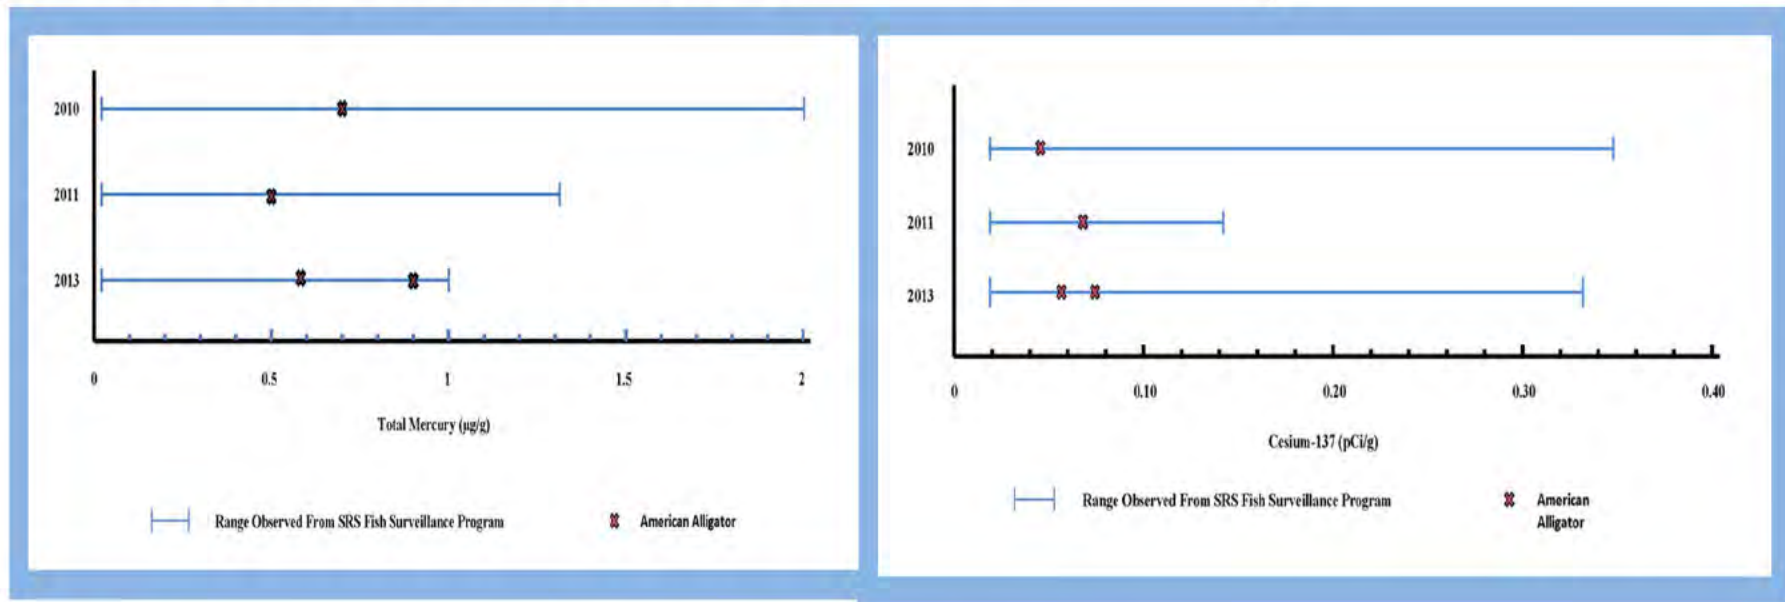 2010
2011
2013
0 0.5 1 1.5 2
Total Mercury (µg/g)
Range Observed From SRS Fish Surveillance Program
American Alligator
2010
2011
2013
0 0.10 0.20 0.30 0.40
Cesium-137 (pCi/g)
Range Observed From SRS Fish Surveillance Program
American
Alligator